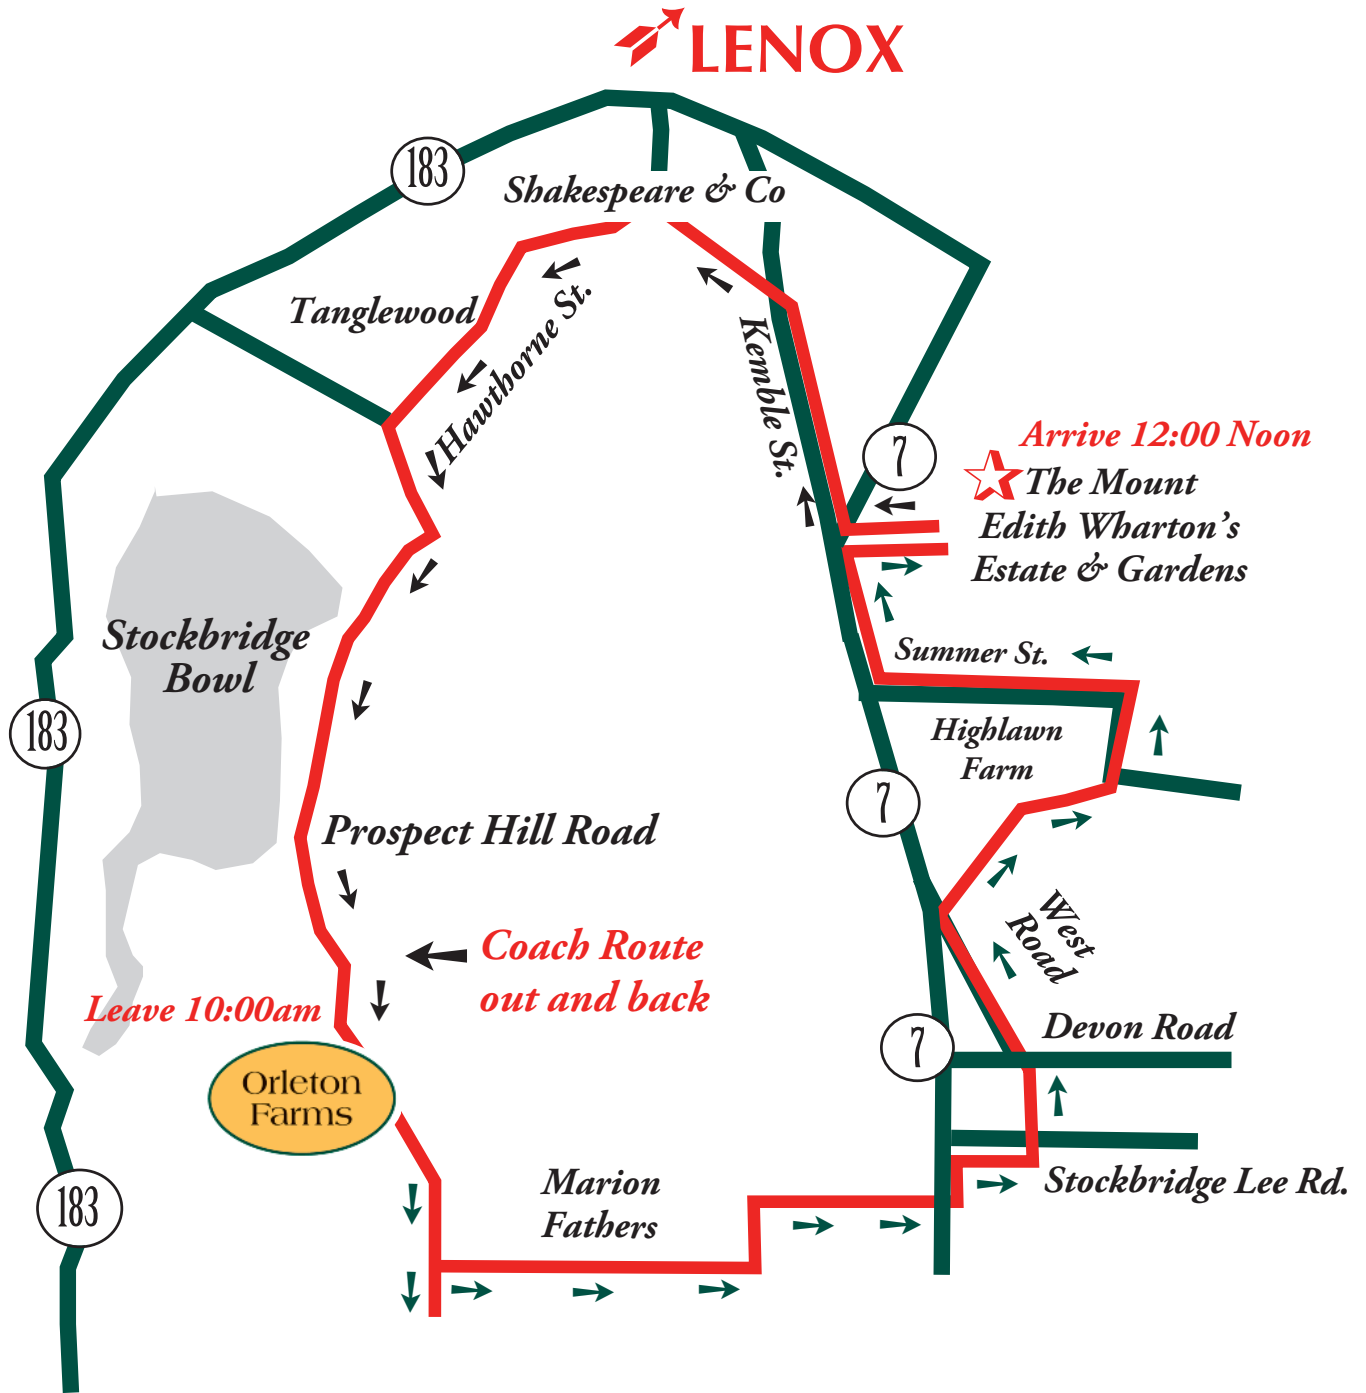 LENOX
183
Shakespeare & Co
Tanglewood
Hawthorne St.
Kemble St.
7
Arrive 12:00 Noon
The Mount
Edith Wharton's
Estate & Gardens
Stockbridge
Bowl
Summer St.
183
Highlawn
Farm
7
Prospect Hill Road
West
Road
Coach Route
out and back
Leave 10:00am
7
Devon Road
Orleton
Farms
Marion
Fathers
Stockbridge Lee Rd.
183